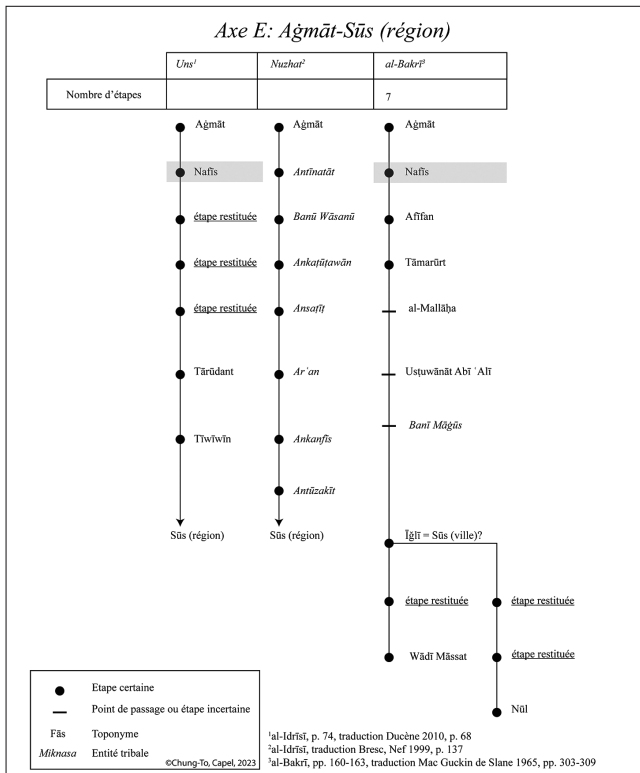 Axe E: Aġmāt-Sūs (région)
Uns¹ Nuzhat² al-Bakrī³
Nombre d'étapes 7
Aġmāt Aġmāt Aġmāt
Nafīs Antīnatāt Nafīs
étape restituée Banū Wāsanū Afīfan
étape restituée Ankaṭūṭawān Tāmarūrt
étape restituée Ansaṭīṭ al-Mallāḥa
Tārūdant Arʿan Usṭuwānāt Abī ʿAlī
Tīwīwīn Ankanfīs Banī Māġūs
Antūzakīt
Sūs (région) Sūs (région) Īǧlī = Sūs (ville)?
étape restituée étape restituée
Wādī Māssat étape restituée
Nūl
Etape certaine
Point de passage ou étape incertaine
Fās Toponyme
Miknasa Entité tribale
©Chung-To, Capel, 2023
¹al-Idrīsī, p. 74, traduction Ducène 2010, p. 68
²al-Idrīsī, traduction Bresc, Nef 1999, p. 137
³al-Bakrī, pp. 160-163, traduction Mac Guckin de Slane 1965, pp. 303-309